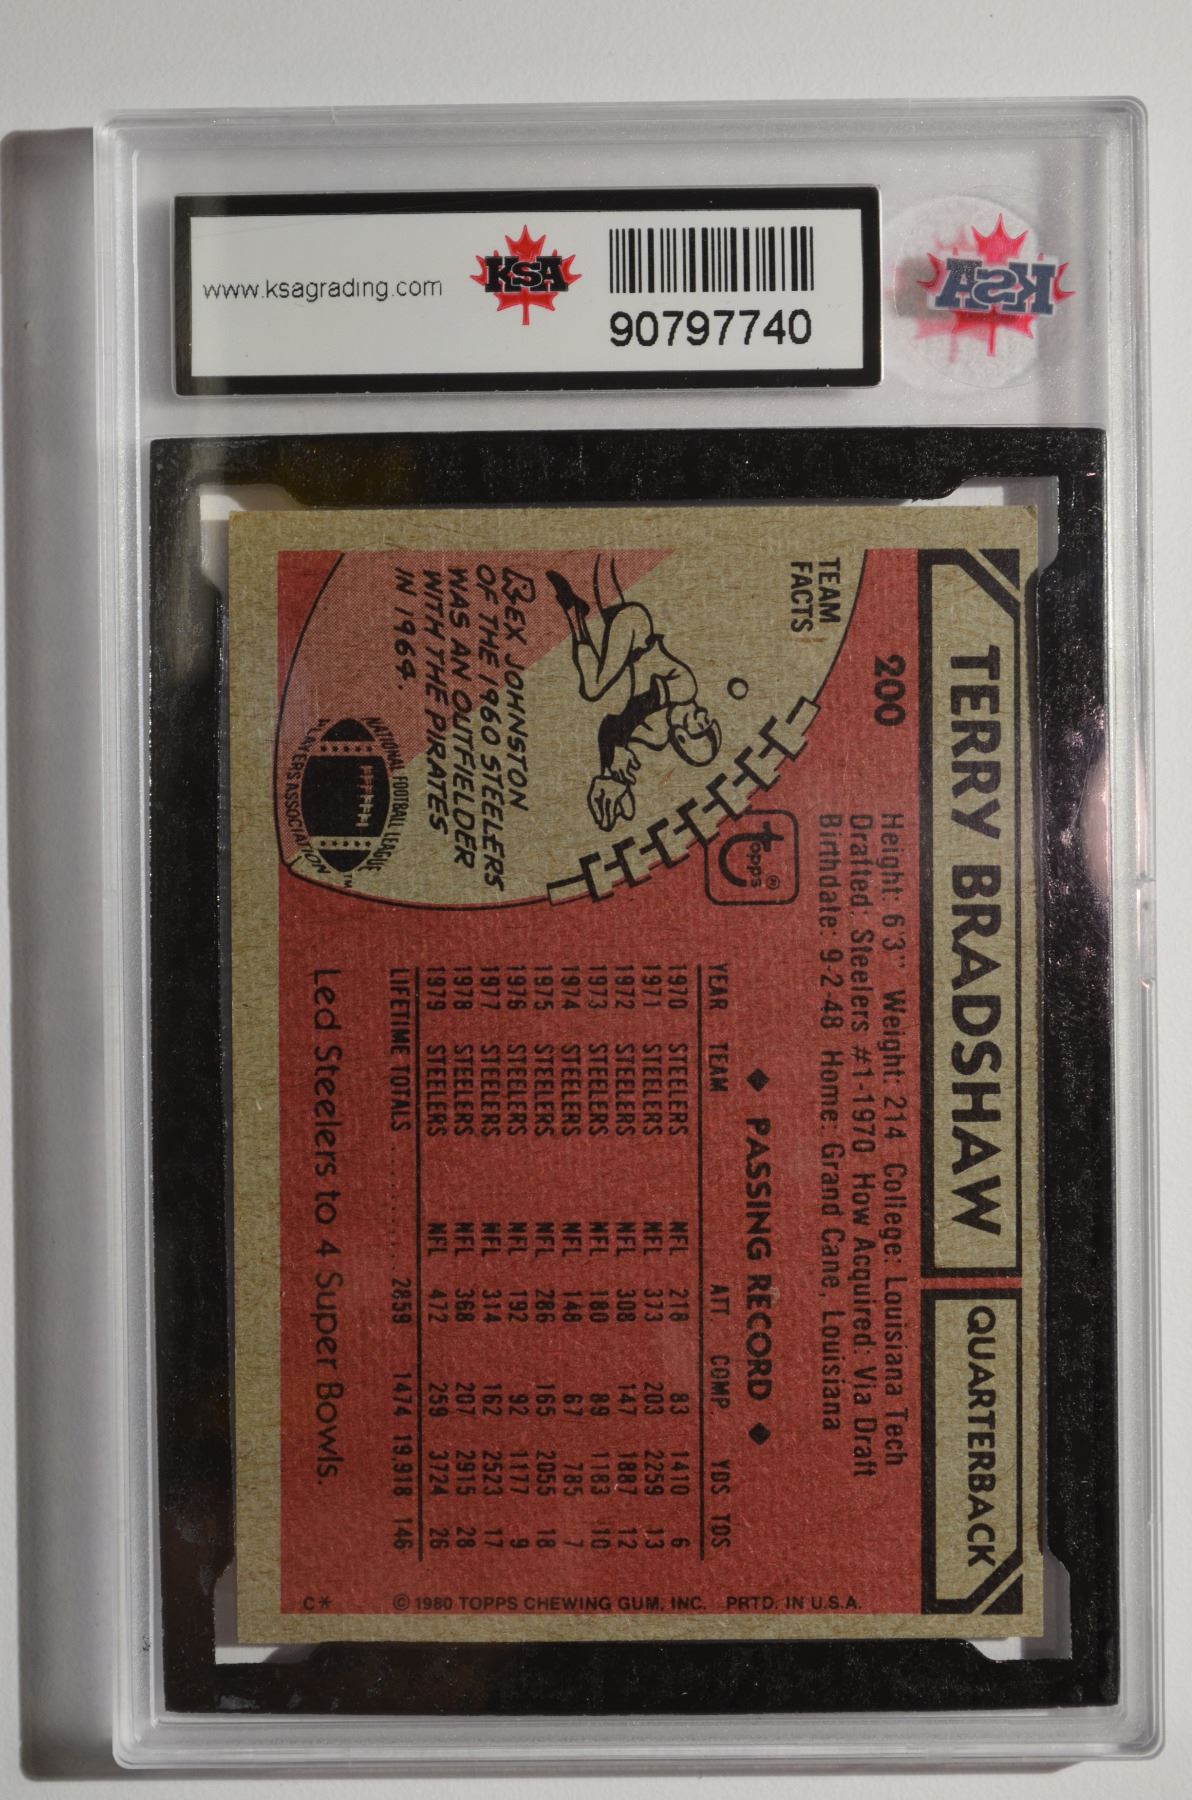 www.ksagrading.com
KSA
90797740
KSA
TERRY BRADSHAW
QUARTERBACK
200
Height: 6'3" Weight: 214 College: Louisiana Tech
Drafted: Steelers #1-1970 How Acquired: Via Draft
Birthdate: 9-2-48 Home: Grand Cane, Louisiana
TEAM
FACTS
topps®
REX JOHNSTON
OF THE 1960 STEELERS
WAS AN OUTFIELDER
WITH THE PIRATES
IN 1964.
NATIONAL FOOTBALL LEAGUE
PLAYERS ASSOCIATION
TM
◆ PASSING RECORD ◆
YEAR TEAM ATT COMP YDS TDS
1970 STEELERS NFL 218 83 1410 6
1971 STEELERS NFL 373 203 2259 13
1972 STEELERS NFL 308 147 1887 12
1973 STEELERS NFL 180 89 1183 10
1974 STEELERS NFL 148 67 785 7
1975 STEELERS NFL 286 165 2055 18
1976 STEELERS NFL 192 92 1177 9
1977 STEELERS NFL 314 162 2523 17
1978 STEELERS NFL 368 207 2915 28
1979 STEELERS NFL 472 259 3724 26
LIFETIME TOTALS .......... 2859 1474 19,918 146
Led Steelers to 4 Super Bowls.
C* © 1980 TOPPS CHEWING GUM, INC. PRTD. IN U.S.A.